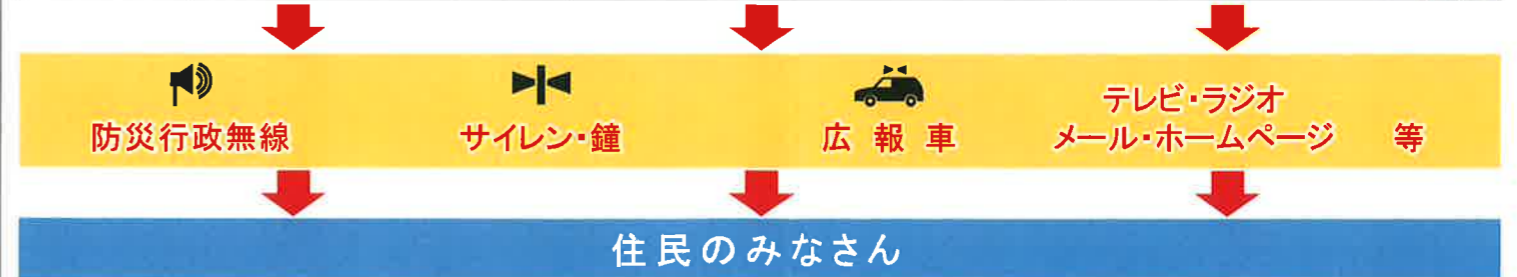 防災行政無線
サイレン・鐘
広報車
テレビ・ラジオ
メール・ホームページ 等
住民のみなさん